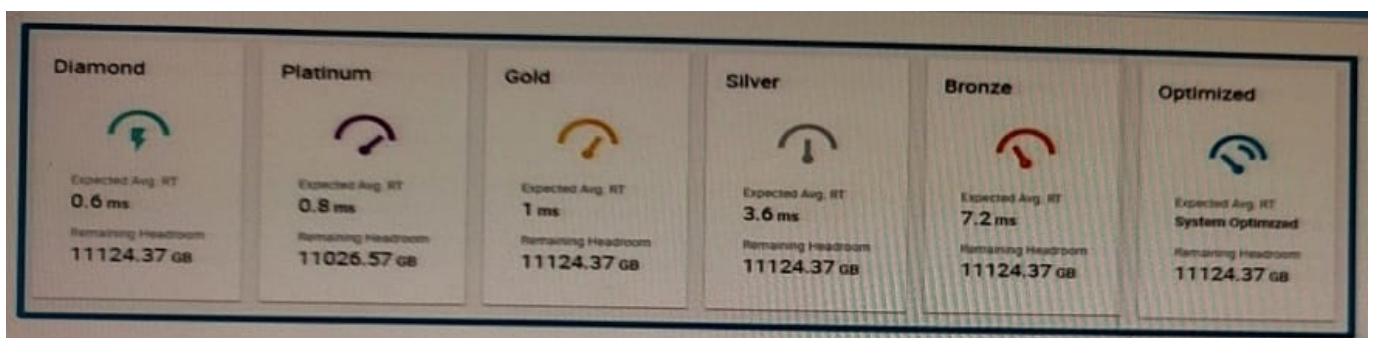 Diamond
Expected Avg. RT
0.6 ms
Remaining Headroom
11124.37 GB
Platinum
Expected Avg. RT
0.8 ms
Remaining Headroom
11026.57 GB
Gold
Expected Avg. RT
1 ms
Remaining Headroom
11124.37 GB
Silver
Expected Avg. RT
3.6 ms
Remaining Headroom
11124.37 GB
Bronze
Expected Avg. RT
7.2 ms
Remaining Headroom
11124.37 GB
Optimized
Expected Avg. RT
System Optimized
Remaining Headroom
11124.37 GB